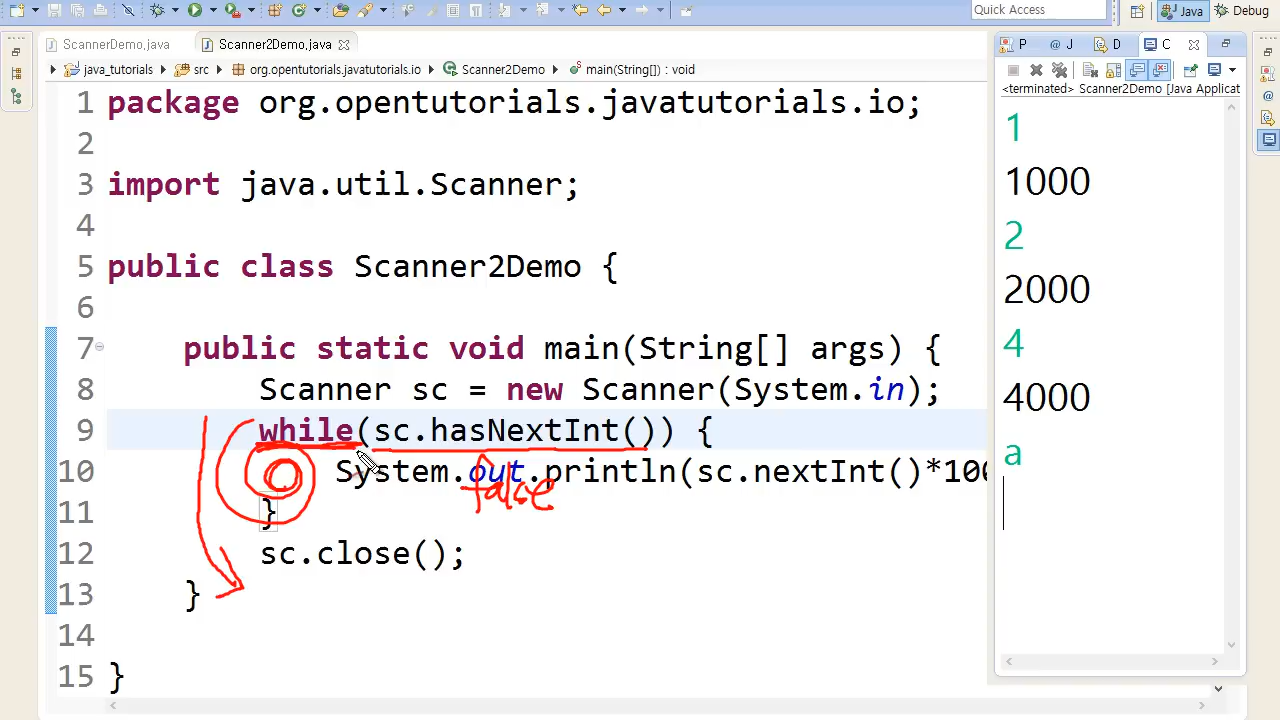 Quick Access
Java
Debug
ScannerDemo.java
Scanner2Demo.java
P
@ J
D
C
java_tutorials
src
org.opentutorials.javatutorials.io
Scanner2Demo
main(String[]) : void
<terminated> Scanner2Demo [Java Applicat
1 package org.opentutorials.javatutorials.io;
2
3 import java.util.Scanner;
4
5 public class Scanner2Demo {
6
7 public static void main(String[] args) {
8 Scanner sc = new Scanner(System.in);
9 while(sc.hasNextInt()) {
10 System.out.println(sc.nextInt()*100
false
11 }
12 sc.close();
13 }
14
15 }
1
1000
2
2000
4
4000
a